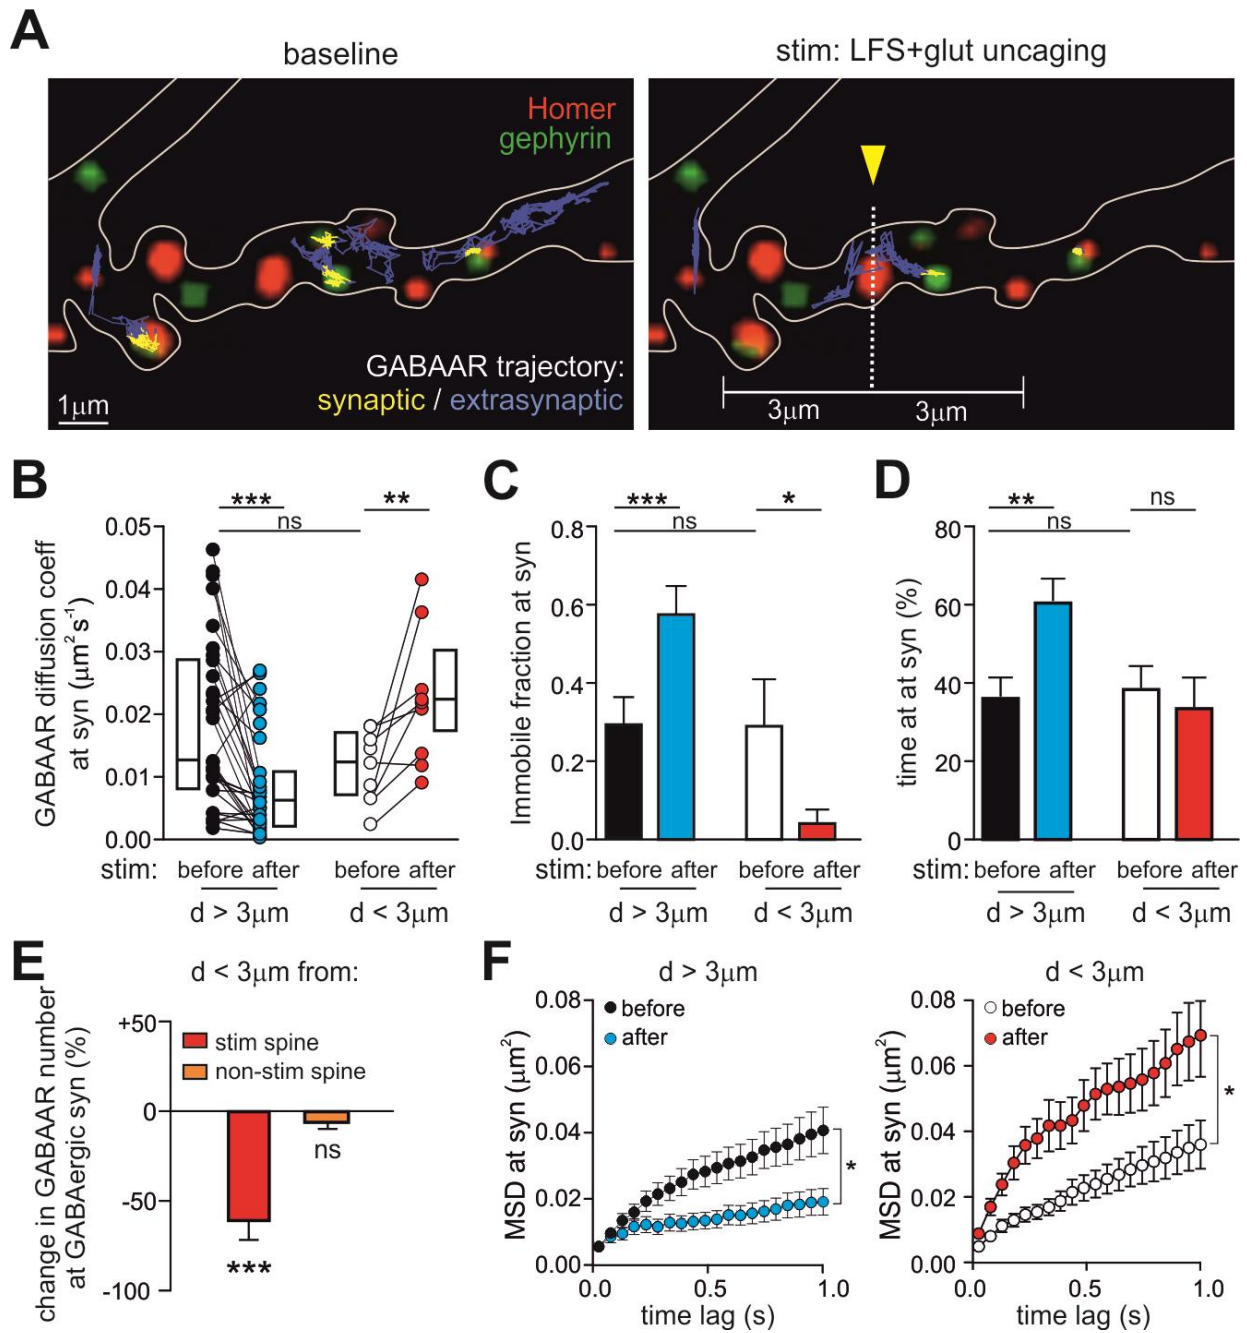 A
baseline
stim: LFS+glut uncaging
Homer
gephyrin
GABAAR trajectory:
synaptic / extrasynaptic
1μm
3μm
3μm
B
***
**
ns
GABAAR diffusion coeff
at syn (μm² s⁻¹)
0.05
0.04
0.03
0.02
0.01
0.00
stim: before after before after
d > 3μm
d < 3μm
C
***
*
ns
Immobile fraction at syn
0.8
0.6
0.4
0.2
0.0
stim: before after before after
d > 3μm
d < 3μm
D
**
ns
ns
time at at syn (%)
80
60
40
20
0
stim: before after before after
d > 3μm
d < 3μm
E
d < 3μm from:
change in GABAAR number
at GABAergic syn (%)
+50
0
-50
-100
stim spine
non-stim spine
***
ns
F
d > 3μm
MSD at syn (μm²)
0.08
0.06
0.04
0.02
0.00
before
after
*
0.0
0.5
1.0
time lag (s)
d < 3μm
MSD at syn (μm²)
0.08
0.06
0.04
0.02
0.00
before
after
*
0.0
0.5
1.0
time lag (s)